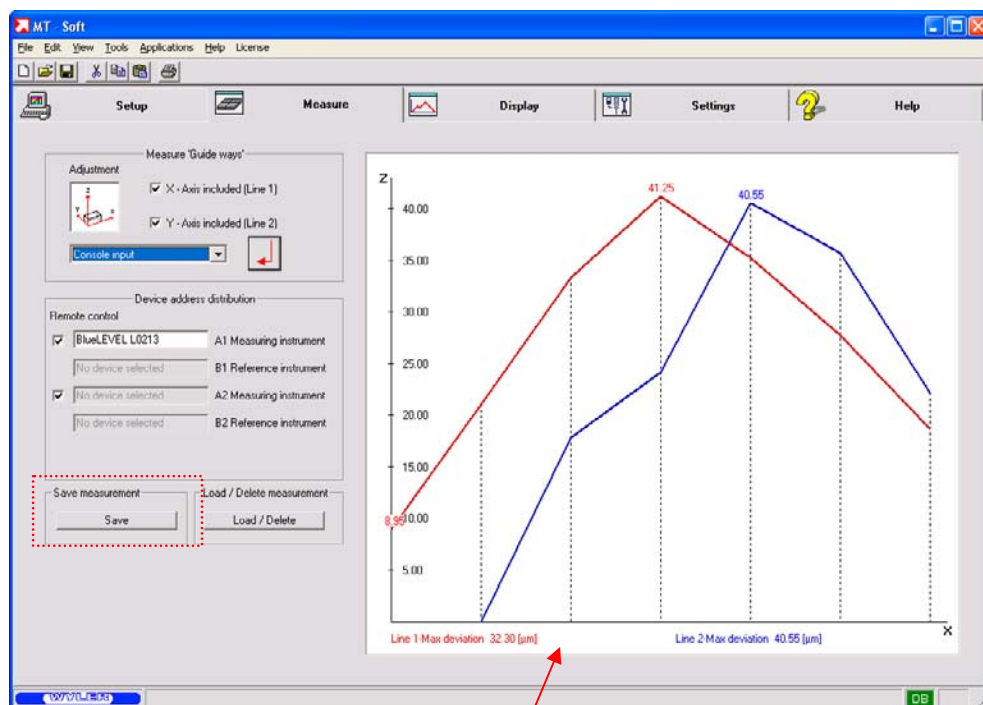 MT - Soft
File Edit View Tools Applications Help License
Setup Measure Display Settings Help
Measure 'Guide ways'
Adjustment
z
Y
X - Axis included (Line 1)
Y - Axis included (Line 2)
Console input
Device address distribution
Remote control
BlueLEVEL L0213 A1 Measuring instrument
No device selected B1 Reference instrument
No device selected A2 Measuring instrument
No device selected B2 Reference instrument
Save measurement
Save
Load / Delete measurement
Load / Delete
Z
41.25
40.55
40.00
35.00
30.00
25.00
20.00
15.00
8.95
10.00
5.00
X
Line 1-Max deviation 32.30 [µm]
Line 2-Max deviation 40.55 [µm]
WYLER
DB